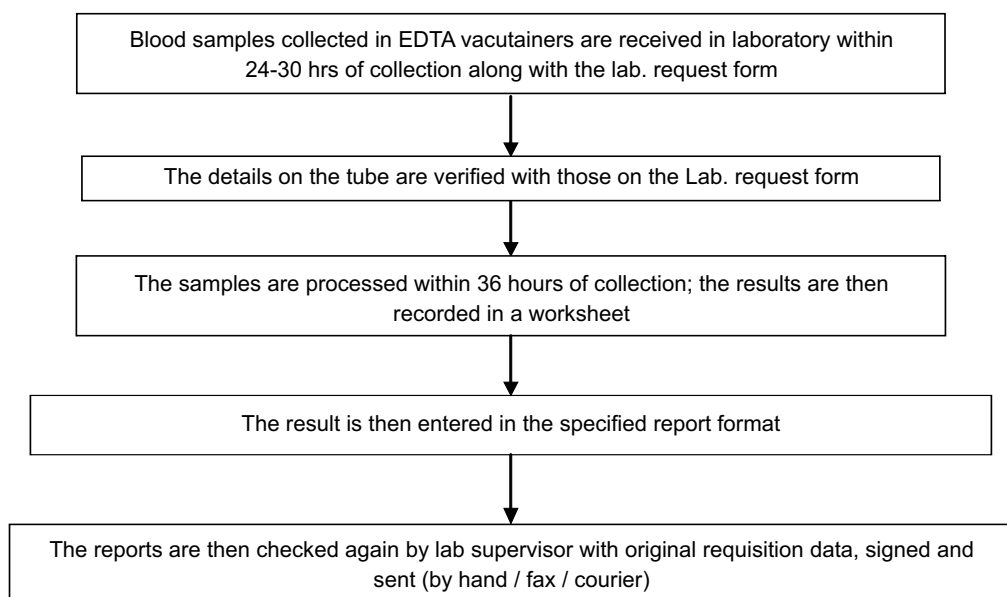 Blood samples collected in EDTA vacutainers are received in laboratory within
24-30 hrs of collection along with the lab. request form
The details on the tube are verified with those on the Lab. request form
The samples are processed within 36 hours of collection; the results are then
recorded in a worksheet
The result is then entered in the specified report format
The reports are then checked again by lab supervisor with original requisition data, signed and
sent (by hand / fax / courier)